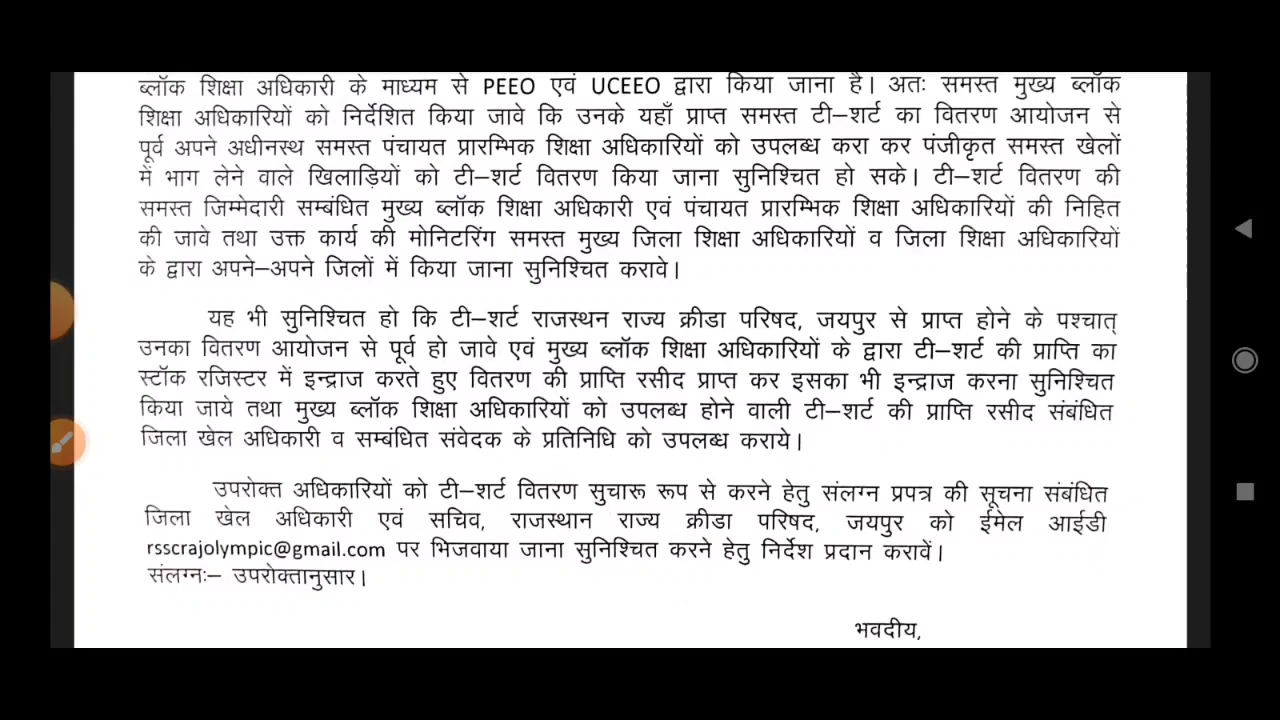 ब्लॉक शिक्षा अधिकारी के माध्यम से PEEO एवं UCEEO द्वारा किया जाना है। अतः समस्त मुख्य ब्लॉक
शिक्षा अधिकारियों को निर्देशित किया जावे कि उनके यहाँ प्राप्त समस्त टी–शर्ट का वितरण आयोजन से
पूर्व अपने अधीनस्थ समस्त पंचायत प्रारम्भिक शिक्षा अधिकारियों को उपलब्ध करा कर पंजीकृत समस्त खेलों
में भाग लेने वाले खिलाड़ियों को टी–शर्ट वितरण किया जाना सुनिश्चित हो सके। टी–शर्ट वितरण की
समस्त जिम्मेदारी सम्बंधित मुख्य ब्लॉक शिक्षा अधिकारी एवं पंचायत प्रारम्भिक शिक्षा अधिकारियों की निहित
की जावे तथा उक्त कार्य की मोनिटरिंग समस्त मुख्य जिला शिक्षा अधिकारियों व जिला शिक्षा अधिकारियों
के द्वारा अपने–अपने जिलों में किया जाना सुनिश्चित करावे।
यह भी सुनिश्चित हो कि टी–शर्ट राजस्थन राज्य क्रीडा परिषद, जयपुर से प्राप्त होने के पश्चात्
उनका वितरण आयोजन से पूर्व हो जावे एवं मुख्य ब्लॉक शिक्षा अधिकारियों के द्वारा टी–शर्ट की प्राप्ति का
स्टॉक रजिस्टर में इन्द्राज करते हुए वितरण की प्राप्ति रसीद प्राप्त कर इसका भी इन्द्राज करना सुनिश्चित
किया जाये तथा मुख्य ब्लॉक शिक्षा अधिकारियों को उपलब्ध होने वाली टी–शर्ट की प्राप्ति रसीद संबंधित
जिला खेल अधिकारी व सम्बंधित संवेदक के प्रतिनिधि को उपलब्ध कराये।
उपरोक्त अधिकारियों को टी–शर्ट वितरण सुचारू रूप से करने हेतु संलग्न प्रपत्र की सूचना संबंधित
जिला खेल अधिकारी एवं सचिव, राजस्थान राज्य क्रीडा परिषद, जयपुर को ईमेल आईडी
rsscrajolympic@gmail.com पर भिजवाया जाना सुनिश्चित करने हेतु निर्देश प्रदान करावें।
संलग्नः– उपरोक्तानुसार।
भवदीय,